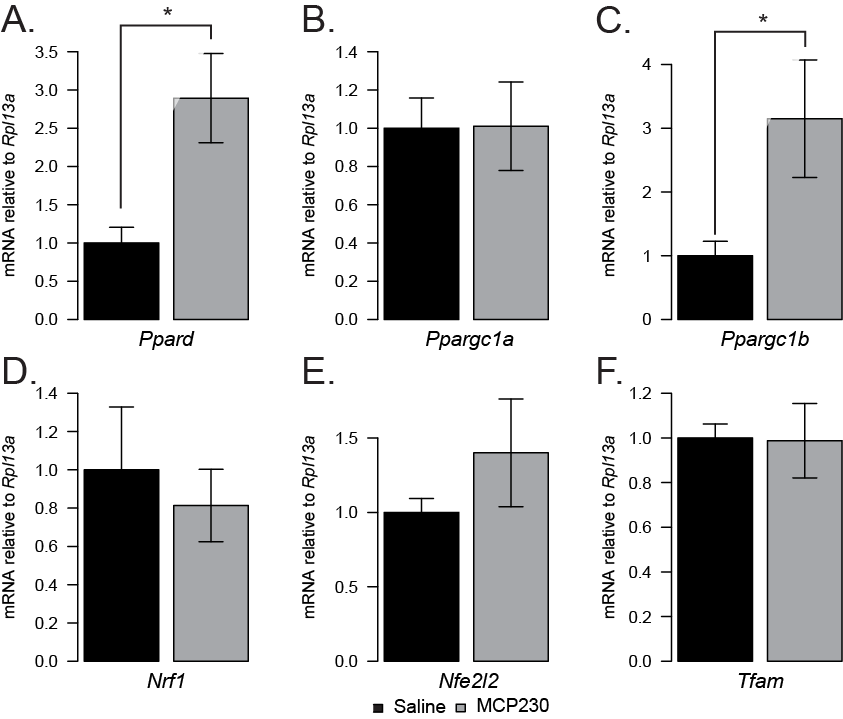 A.
*
mRNA relative to Rpl13a
3.5
3.0
2.5
2.0
1.5
1.0
0.5
0.0
Ppard
B.
mRNA relative to Rpl13a
1.4
1.2
1.0
0.8
0.6
0.4
0.2
0.0
Ppargc1a
C.
*
mRNA relative to Rpl13a
4
3
2
1
0
Ppargc1b
D.
mRNA relative to Rpl13a
1.4
1.2
1.0
0.8
0.6
0.4
0.2
0.0
Nrf1
E.
mRNA relative to Rpl13a
1.5
1.0
0.5
0.0
Nfe2l2
F.
mRNA relative to Rpl13a
1.2
1.0
0.8
0.6
0.4
0.2
0.0
Tfam
Saline MCP230